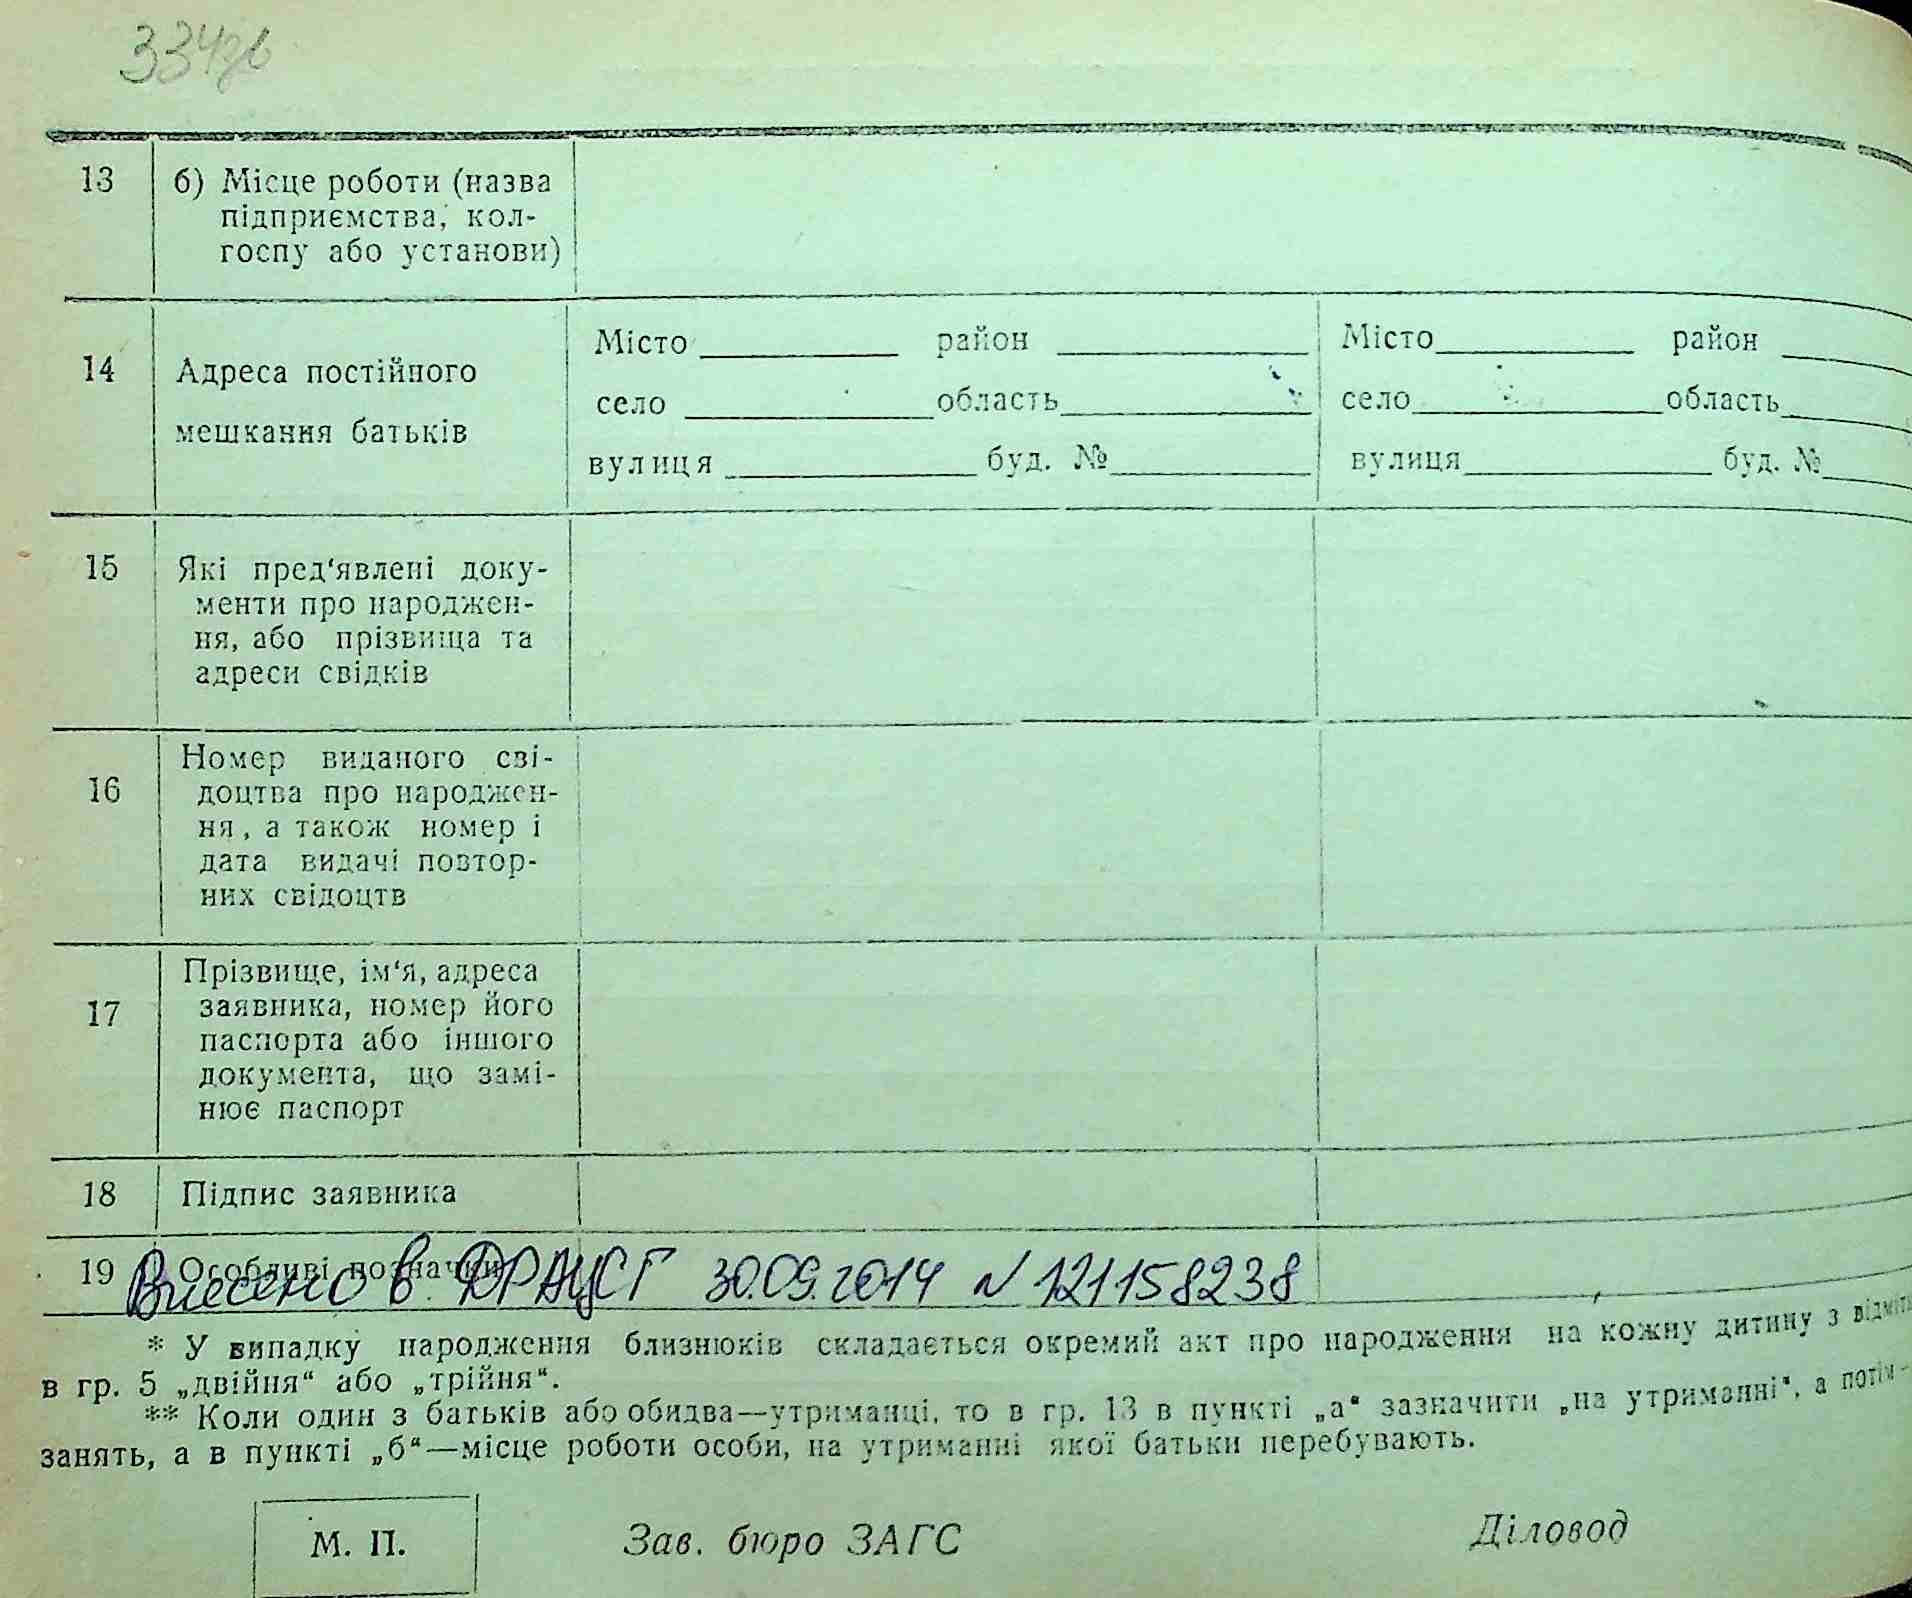 334зв
13 б) Місце роботи (назва
підприємства, кол-
госпу або установи)
Місто район Місто район
14 Адреса постійного
село область село область
мешкання батьків
вулиця буд. № вулиця буд. №
15 Які пред‘явлені доку-
менти про народжен-
ня, або прізвища та
адреси свідків
Номер виданого сві-
16 доцтва про народжен-
ня, а також номер і
дата видачі повтор-
них свідоцтв
Прізвище, ім‘я, адреса
17 заявника, номер його
паспорта або іншого
документа, що замі-
нює паспорт
18 Підпис заявника
19 Особливі позначки
Внесено в ДРАЦСГ 30.09.2014 N 121158238
* У випадку народження близнюків складається окремий акт про народження на кожну дитину з
в гр. 5 „двійня“ або „трійня“.
** Коли один з батьків або обидва—утриманці, то в гр. 13 в пункті „а“ зазначити „на утриманні“, а потім—
занять, а в пункті „б“—місце роботи особи, на утриманні якої батьки перебувають.
М. П. Зав. бюро ЗАГС Діловод